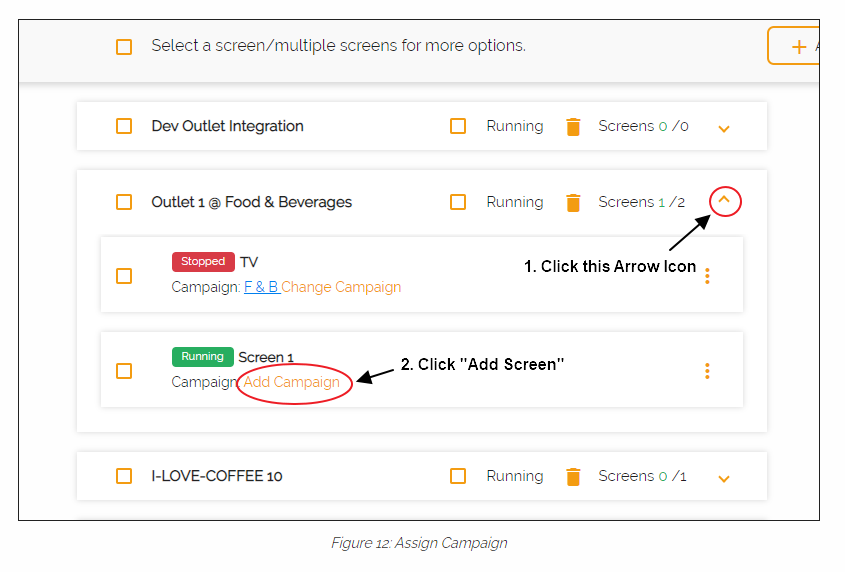 Select a screen/multiple screens for more options.
Dev Outlet Integration Running Screens 0 /0
Outlet 1 @ Food & Beverages Running Screens 1 /2
1. Click this Arrow Icon
Stopped TV
Campaign: F & B Change Campaign
Running Screen 1
2. Click "Add Screen"
Campaign: Add Campaign
I-LOVE-COFFEE 10 Running Screens 0 /1
Figure 12: Assign Campaign